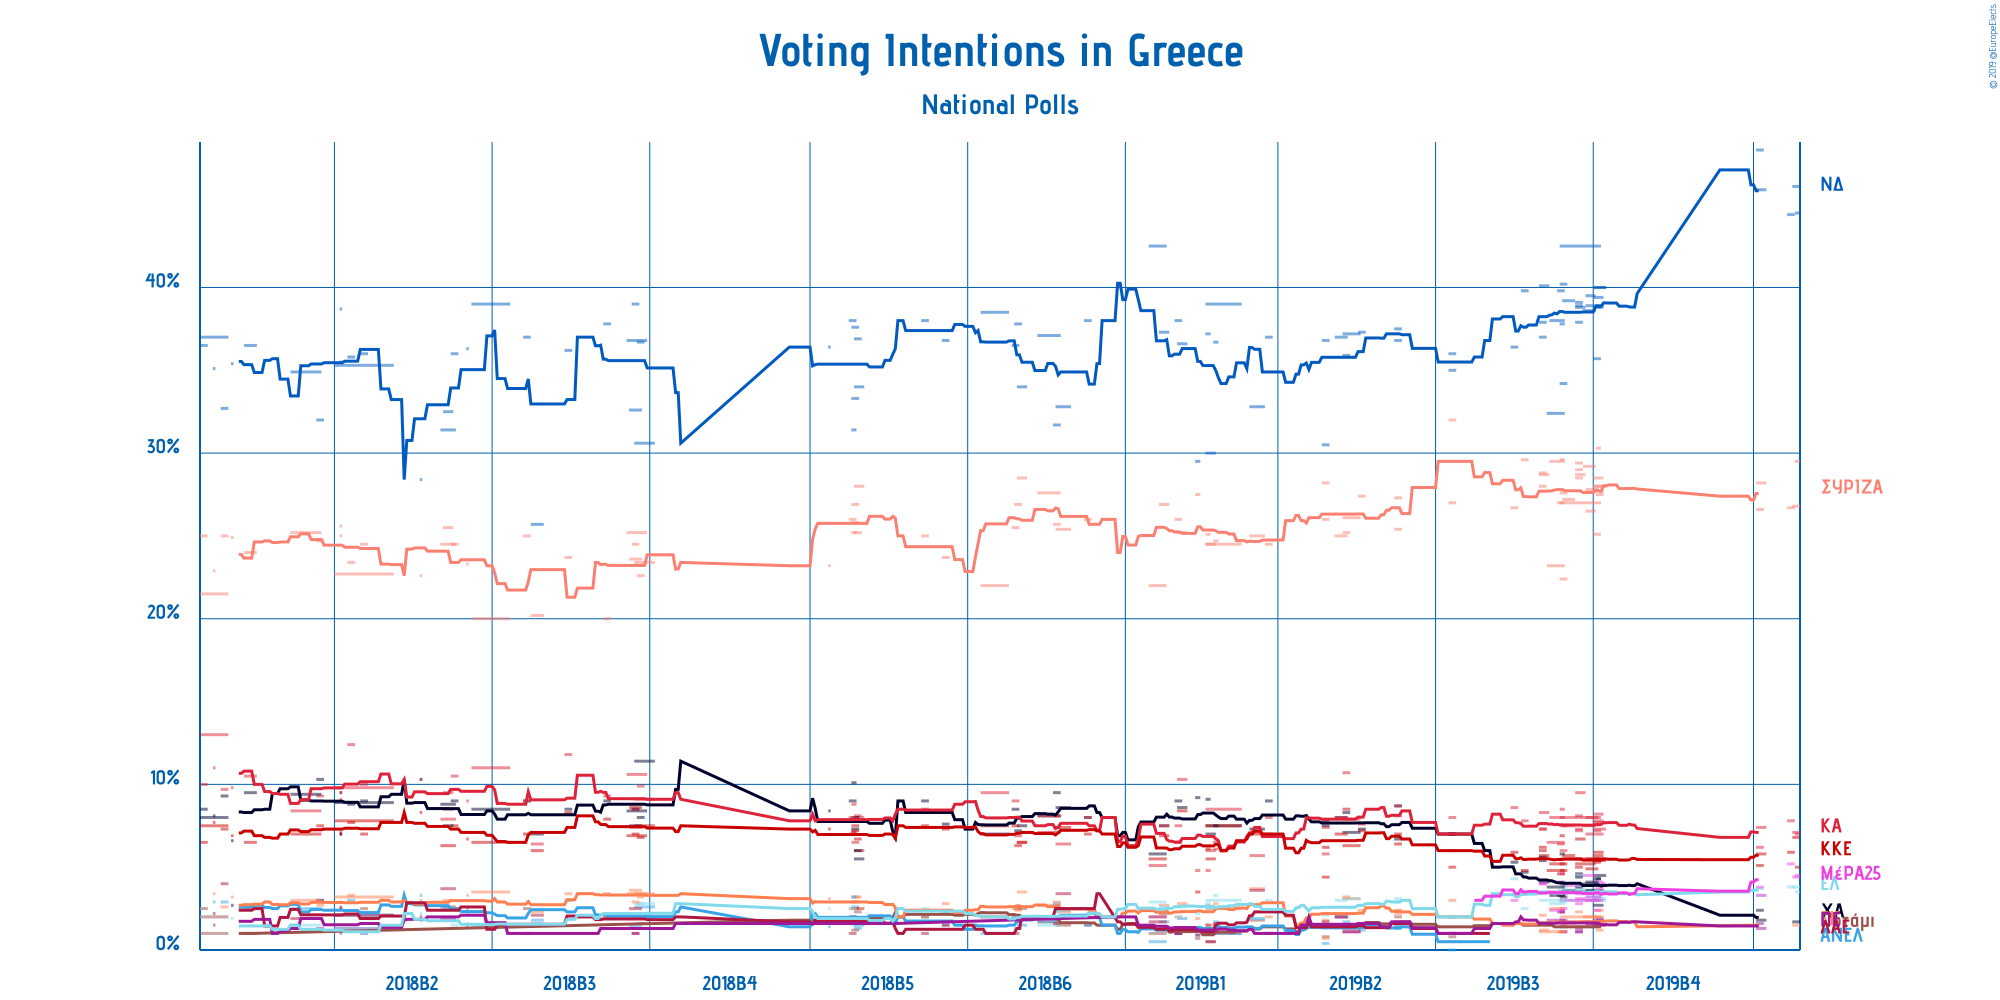 Voting Intentions in Greece
National Polls
© 2019 @EuropeElects
40%
30%
20%
10%
0%
ΝΔ
ΣΥΡΙΖΑ
ΚΑ
ΚΚΕ
ΜέΡΑ25
ΕΛ
ΧΑ
ΑΝΕΛ
2018B2
2018B3
2018B4
2018B5
2018B6
2019B1
2019B2
2019B3
2019B4